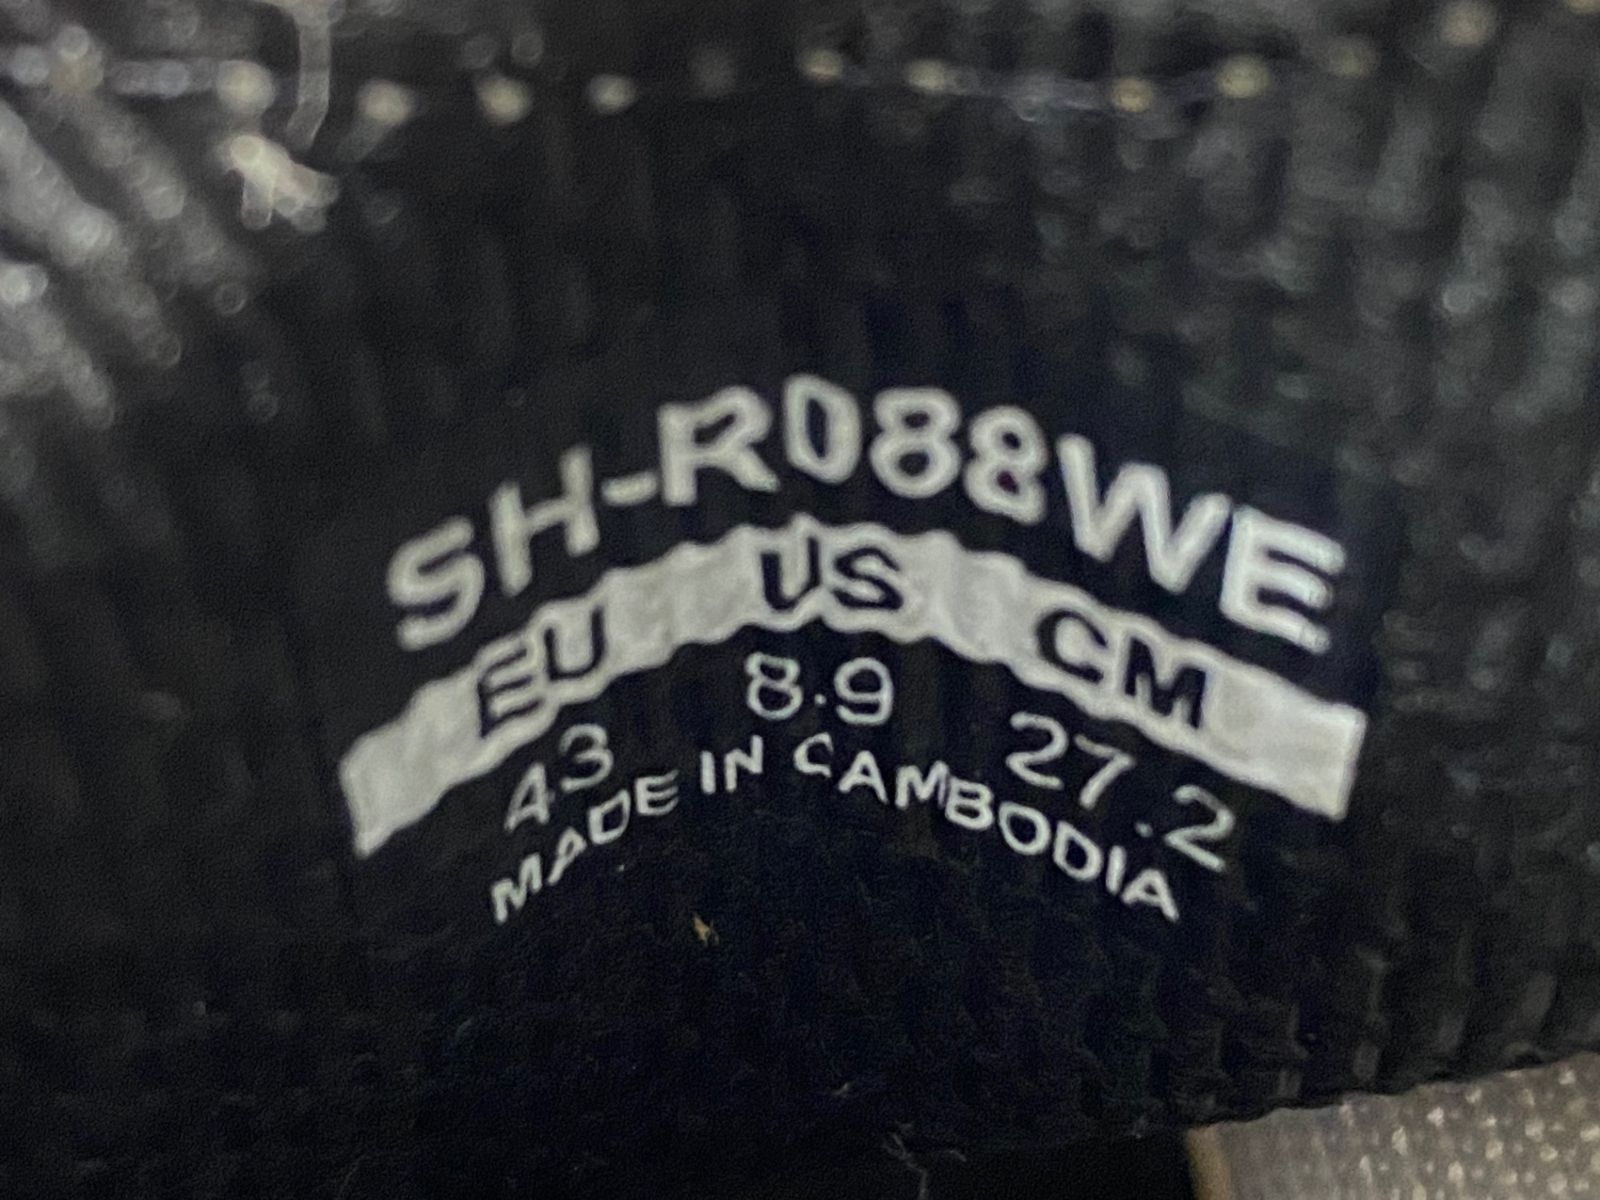 SH-R088WE
EU US CM
43 8.9 27.2
MADE IN CAMBODIA